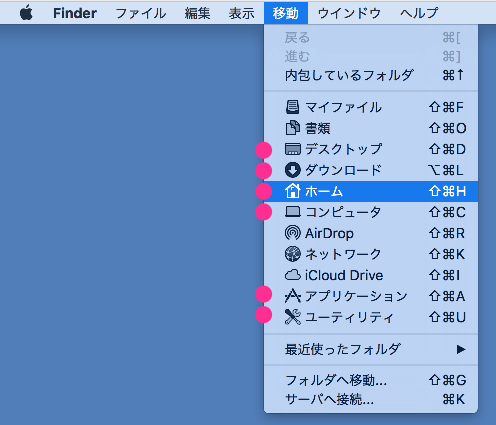 Finder ファイル 編集 表示 移動 ウインドウ ヘルプ
戻る ⌘[
進む ⌘]
内包しているフォルダ ⌘↑
マイファイル ⇧⌘F
書類 ⇧⌘O
デスクトップ ⇧⌘D
ダウンロード ⌥⌘L
ホーム ⇧⌘H
コンピュータ ⇧⌘C
AirDrop ⇧⌘R
ネットワーク ⇧⌘K
iCloud Drive ⇧⌘I
アプリケーション ⇧⌘A
ユーティリティ ⇧⌘U
最近使ったフォルダ ▶
フォルダへ移動... ⇧⌘G
サーバへ接続... ⌘K